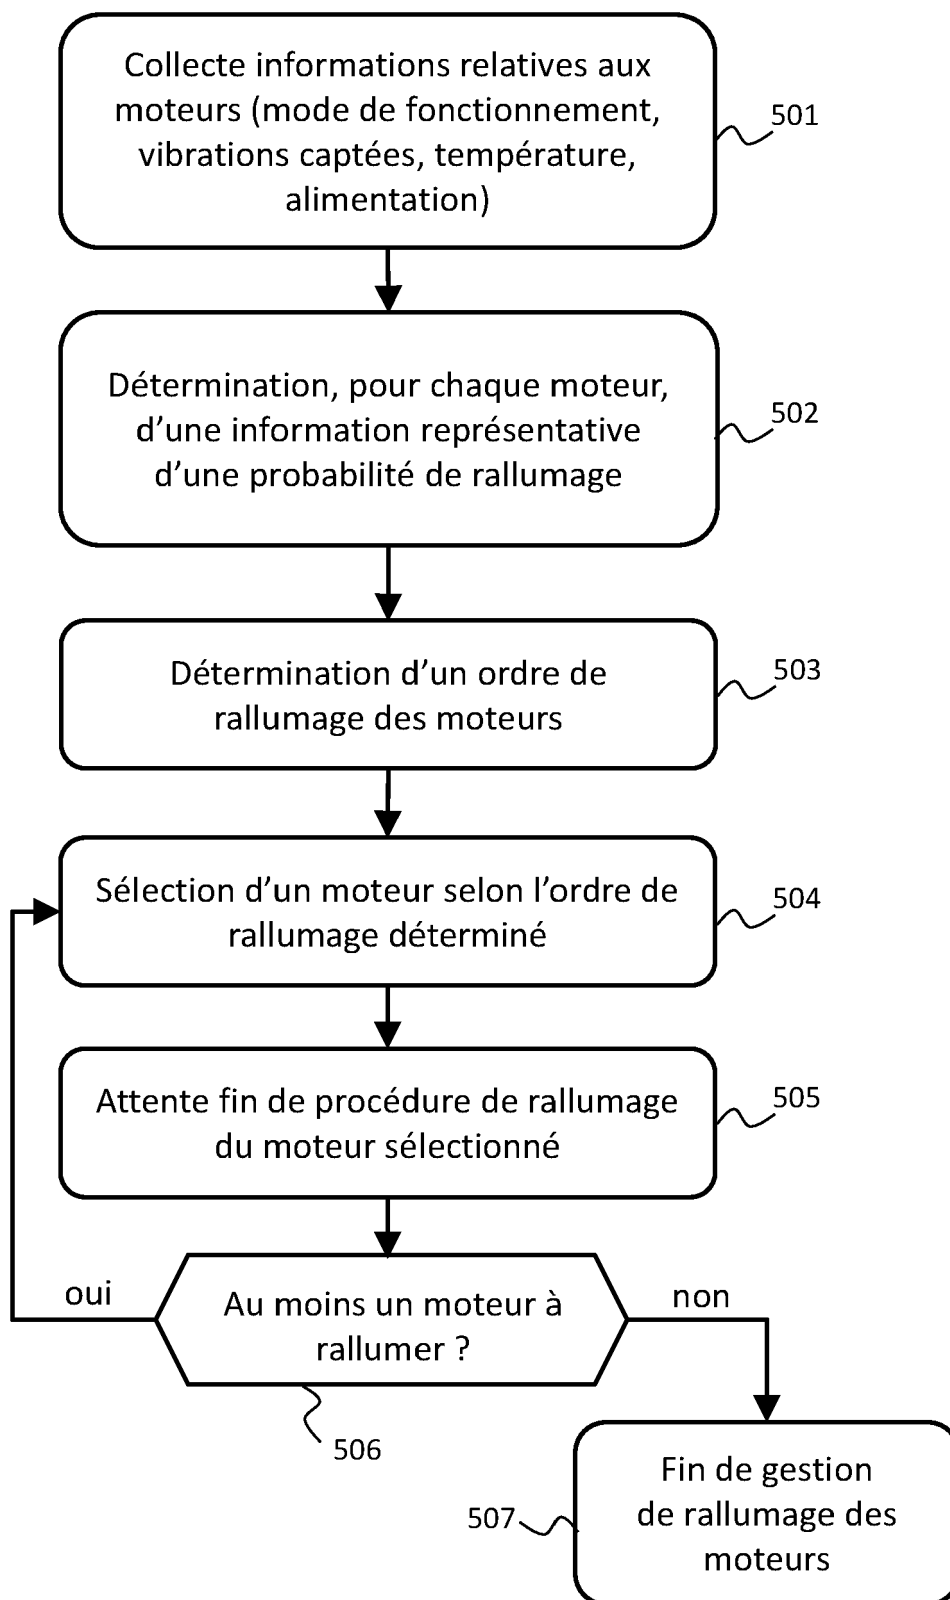 Collecte informations relatives aux
moteurs (mode de fonctionnement,
vibrations captées, température,
alimentation)
501
Détermination, pour chaque moteur,
d’une information représentative
d’une probabilité de rallumage
502
Détermination d’un ordre de
rallumage des moteurs
503
Sélection d’un moteur selon l’ordre de
rallumage déterminé
504
Attente fin de procédure de rallumage
du moteur sélectionné
505
oui
Au moins un moteur à
rallumer ?
non
506
Fin de gestion
de rallumage des
moteurs
507